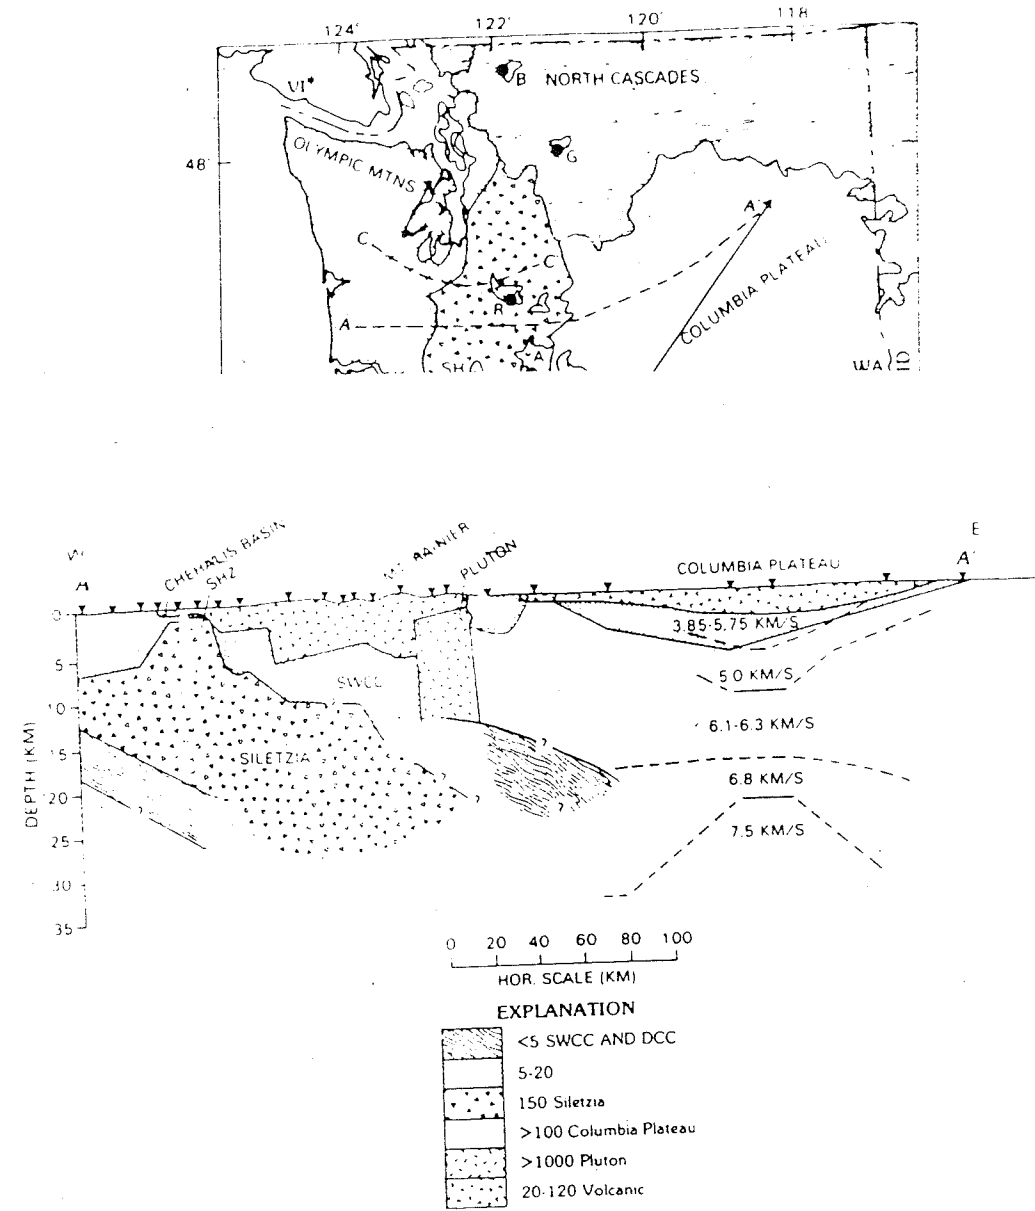 124° 122° 120° 118
B NORTH CASCADES
VI*
G
48°
OLYMPIC MTNS
A'
C
C'
COLUMBIA PLATEAU
R
A
A
SH
WA
ID
W
E
CHEHALIS BASIN
SHZ
MT. RAINIER
PLUTON
COLUMBIA PLATEAU
A
A'
0
3.85-5.75 KM/S
5
5.0 KM/S
SWCC
10
6.1-6.3 KM/S
?
15
SILETZIA
6.8 KM/S
?
?
20
?
?
7.5 KM/S
25
30
35
DEPTH (KM)
0 20 40 60 80 100
HOR. SCALE (KM)
EXPLANATION
<5 SWCC AND DCC
5-20
150 Siletzia
>100 Columbia Plateau
>1000 Pluton
20-120 Volcanic